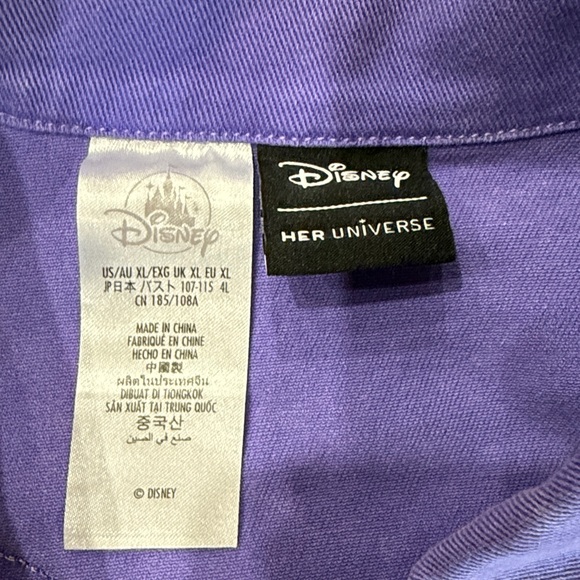 Disney
US/AU XL/EXG UK XL EU XL
JP日本 バスト 107-115 4L
CN 185/108A
MADE IN CHINA
FABRIQUÉ EN CHINE
HECHO EN CHINA
中國製
ผลิตในประเทศจีน
DIBUAT DI TIONGKOK
SẢN XUẤT TẠI TRUNG QUỐC
중국산
صنع في الصين
© DISNEY
Disney
HER UNIVERSE